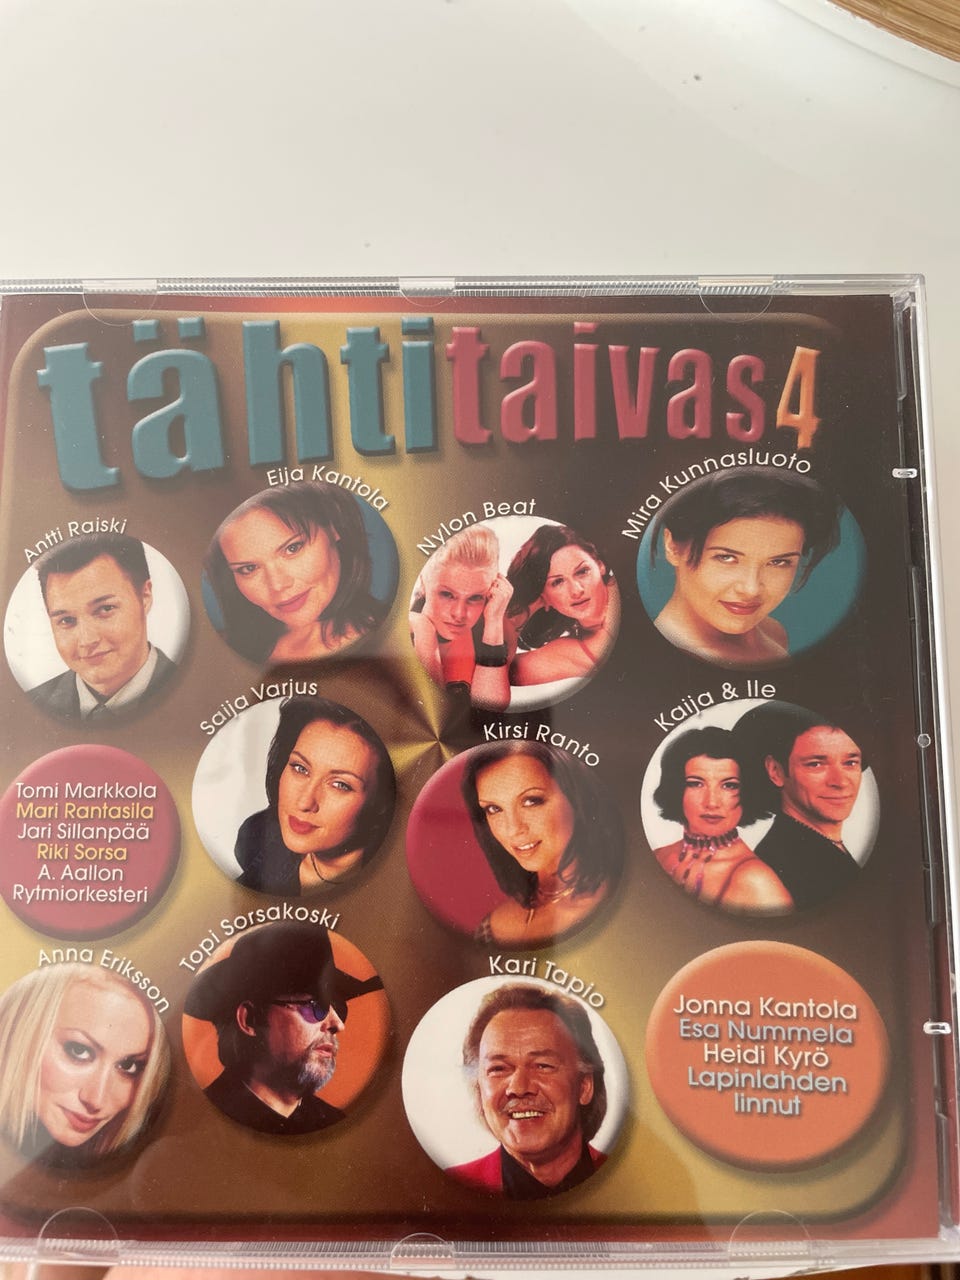 tähtitaivas4
Antti Raiski
Eija Kantola
Nylon Beat
Mira Kunnasluoto
Saija Varjus
Kirsi Ranto
Kaija & Ile
Tomi Markkola
Mari Rantasila
Jari Sillanpää
Riki Sorsa
A. Aallon
Rytmiorkesteri
Anna Eriksson
Topi Sorsakoski
Kari Tapio
Jonna Kantola
Esa Nummela
Heidi Kyrö
Lapinlahden
linnut